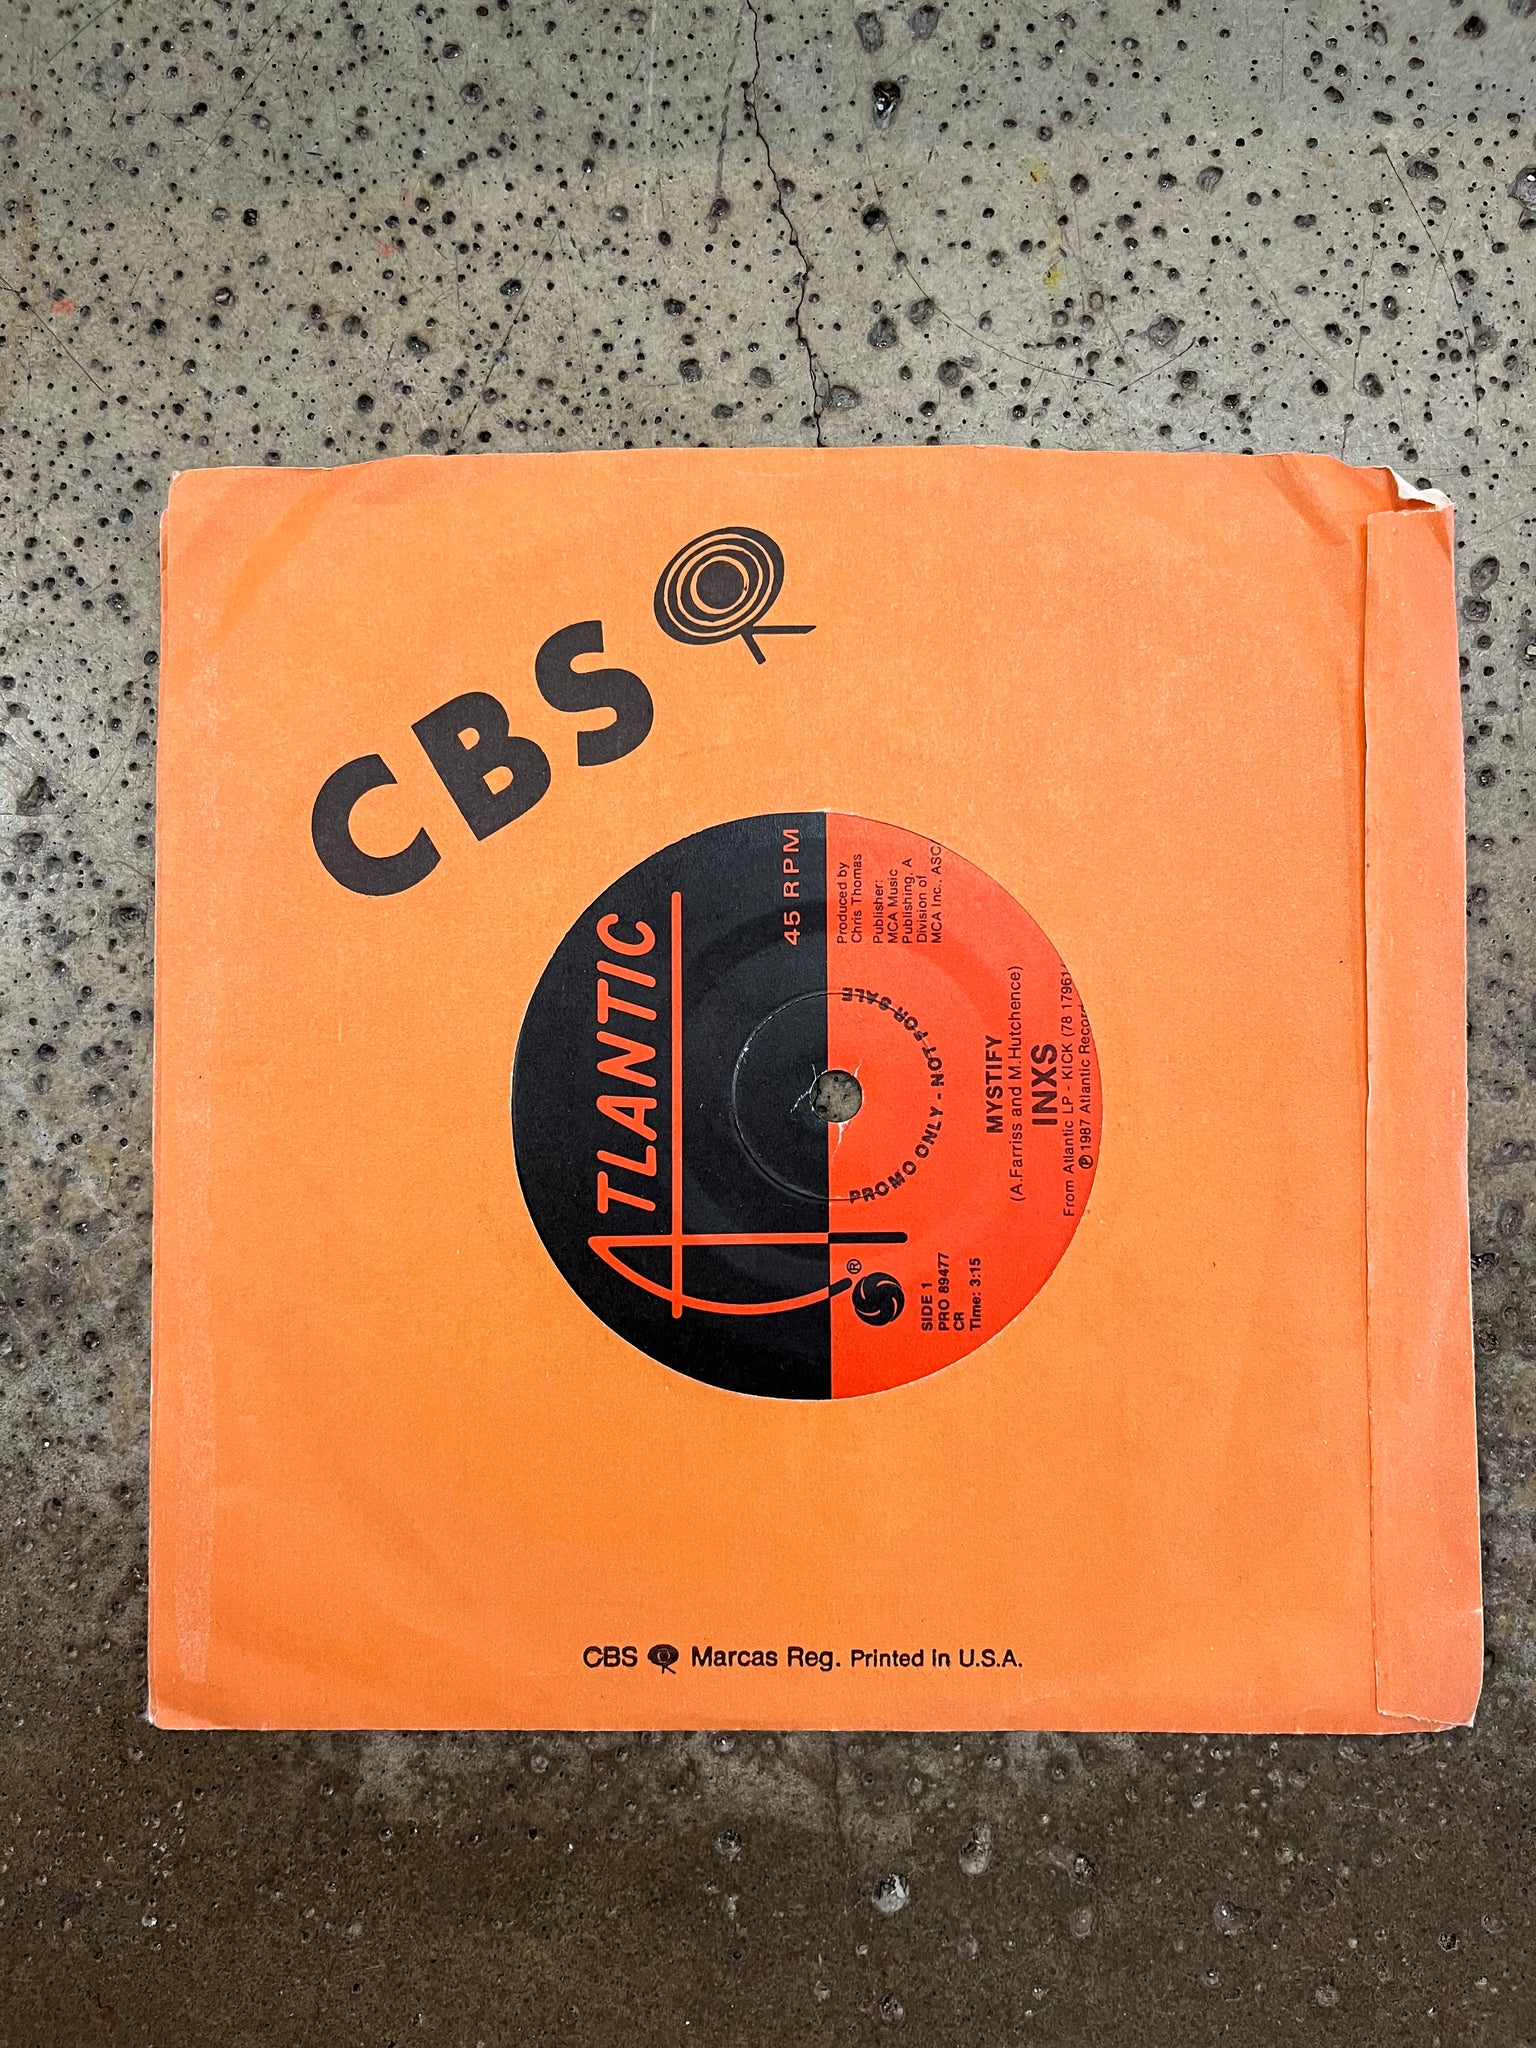 CBS
ATLANTIC
45 RPM
Produced by
Chris Thomas
Publisher:
MCA Music
Publishing, A
Division of
MCA Inc., ASC
PROMO ONLY - NOT FOR SALE
®
SIDE 1
PRO 89477
CR
Time: 3:15
MYSTIFY
(A.Farriss and M.Hutchence)
INXS
From Atlantic LP - KICK (78 17961
℗ 1987 Atlantic Record
CBS Marcas Reg. Printed in U.S.A.